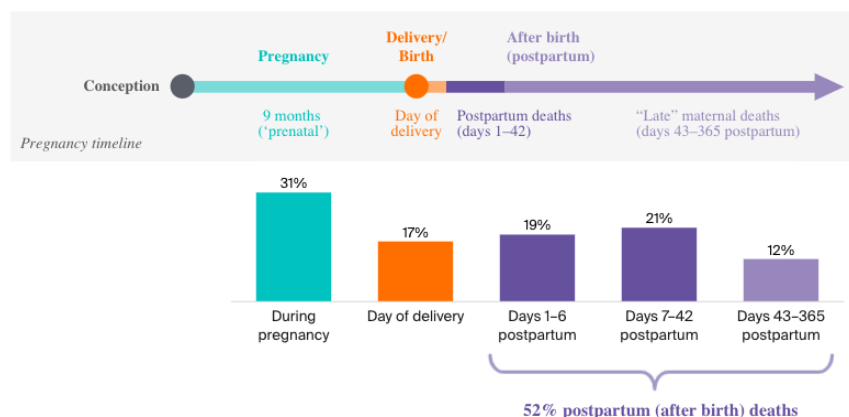 Delivery/
Birth
After birth
(postpartum)
Pregnancy
Conception
9 months
(‘prenatal’)
Day of
delivery
Postpartum deaths
(days 1–42)
“Late” maternal deaths
(days 43–365 postpartum)
Pregnancy timeline
31%
17%
19%
21%
12%
During
pregnancy
Day of delivery
Days 1–6
postpartum
Days 7–42
postpartum
Days 43–365
postpartum
52% postpartum (after birth) deaths